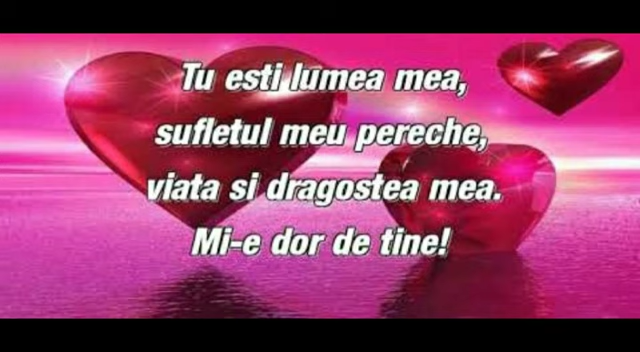 Tu esti lumea mea,
sufletul meu pereche,
viata si dragostea mea.
Mi-e dor de tine!